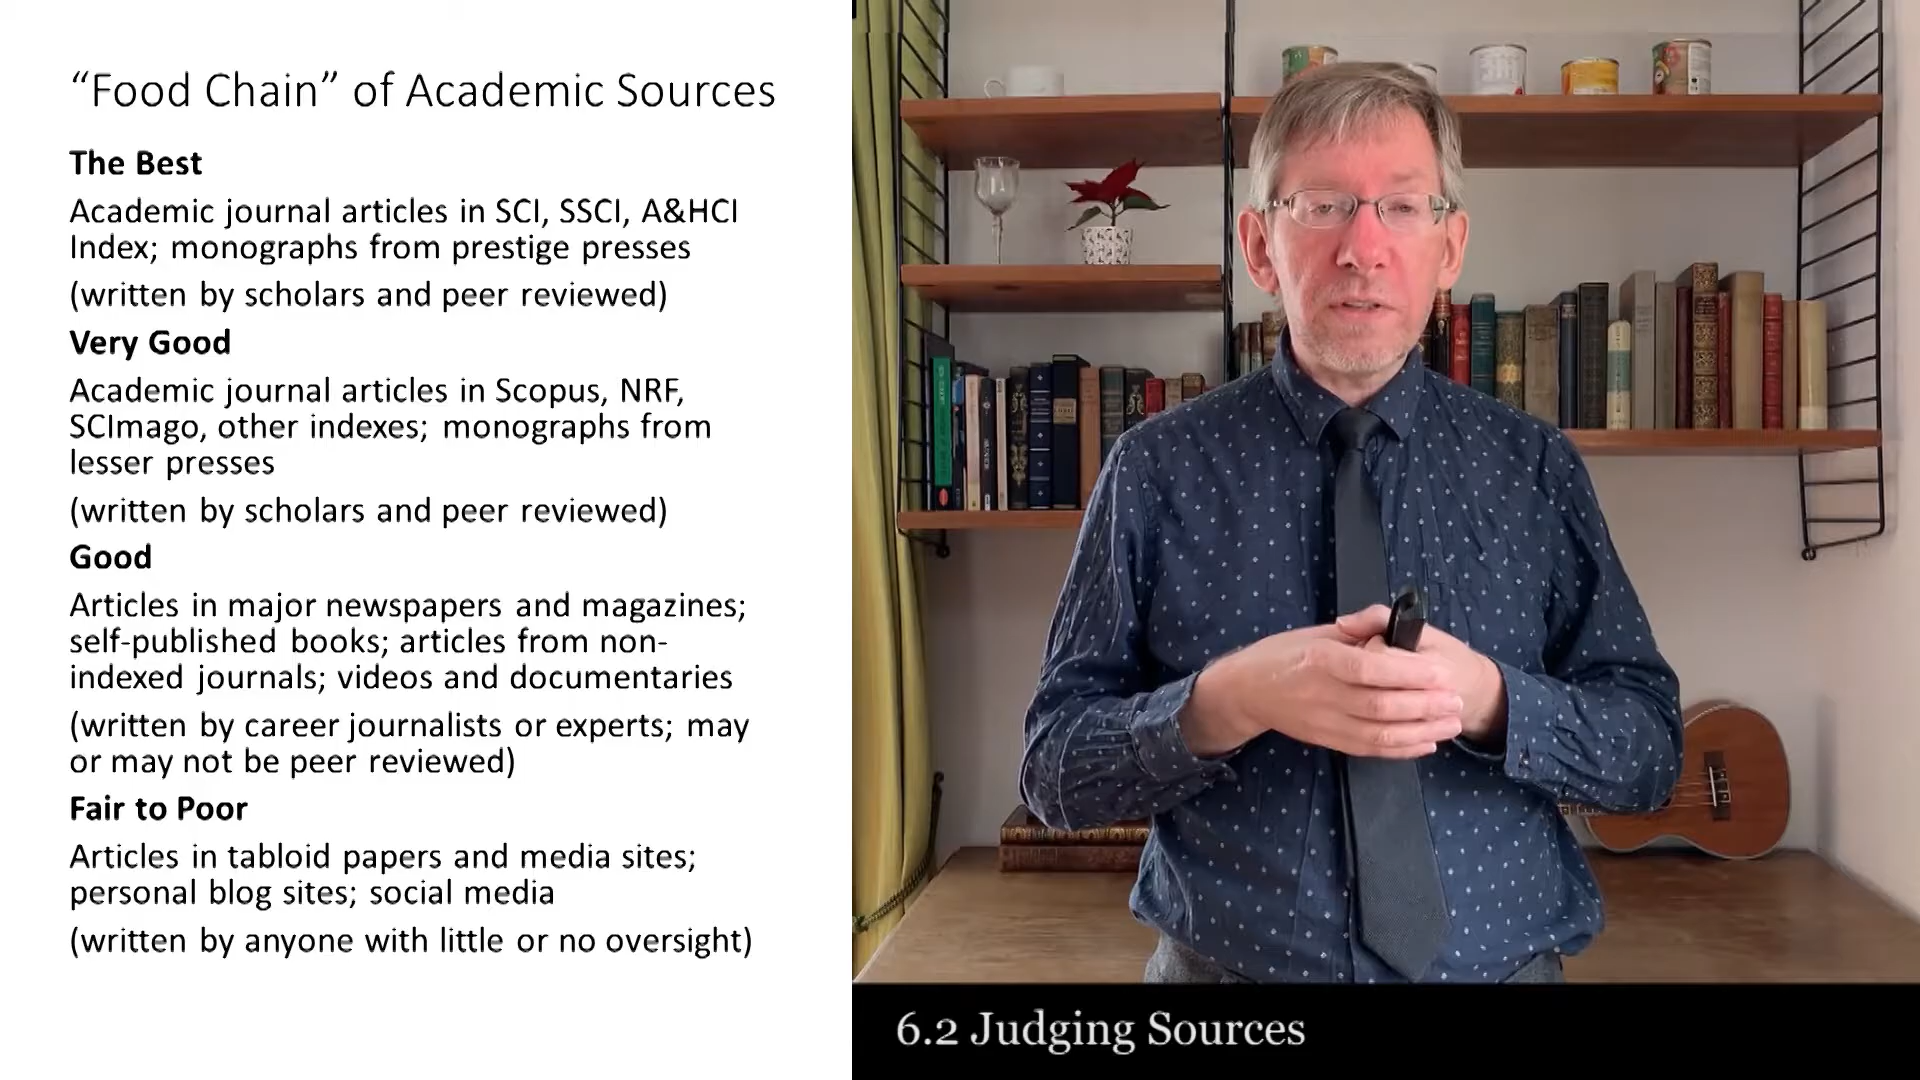 “Food Chain” of Academic Sources
The Best
Academic journal articles in SCI, SSCI, A&HCI
Index; monographs from prestige presses
(written by scholars and peer reviewed)
Very Good
Academic journal articles in Scopus, NRF,
SCImago, other indexes; monographs from
lesser presses
(written by scholars and peer reviewed)
Good
Articles in major newspapers and magazines;
self-published books; articles from non-
indexed journals; videos and documentaries
(written by career journalists or experts; may
or may not be peer reviewed)
Fair to Poor
Articles in tabloid papers and media sites;
personal blog sites; social media
(written by anyone with little or no oversight)
6.2 Judging Sources